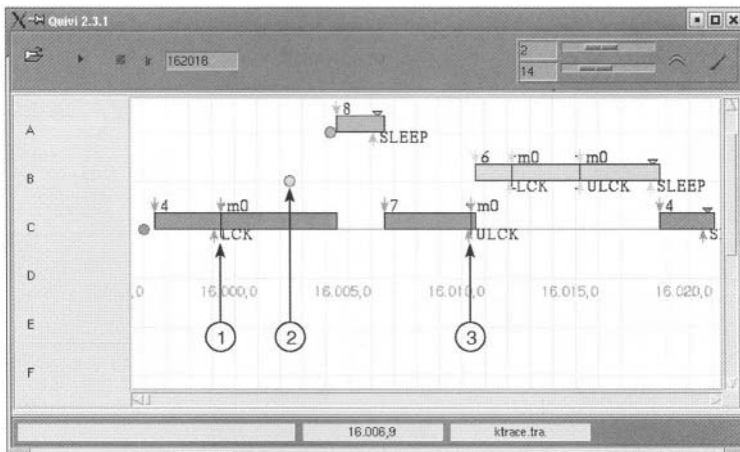 Quivi 2.3.1
162018
2
14
8
A
SLEEP
6 m0 m0
B
LCK ULCK SLEEP
4 m0 7 m0 4
C
LCK ULCK S
D
,0 16.000,0 16.005,0 16.010,0 16.015,0 16.020,0
E
1 2 3
F
16.006,9
ktrace.tra